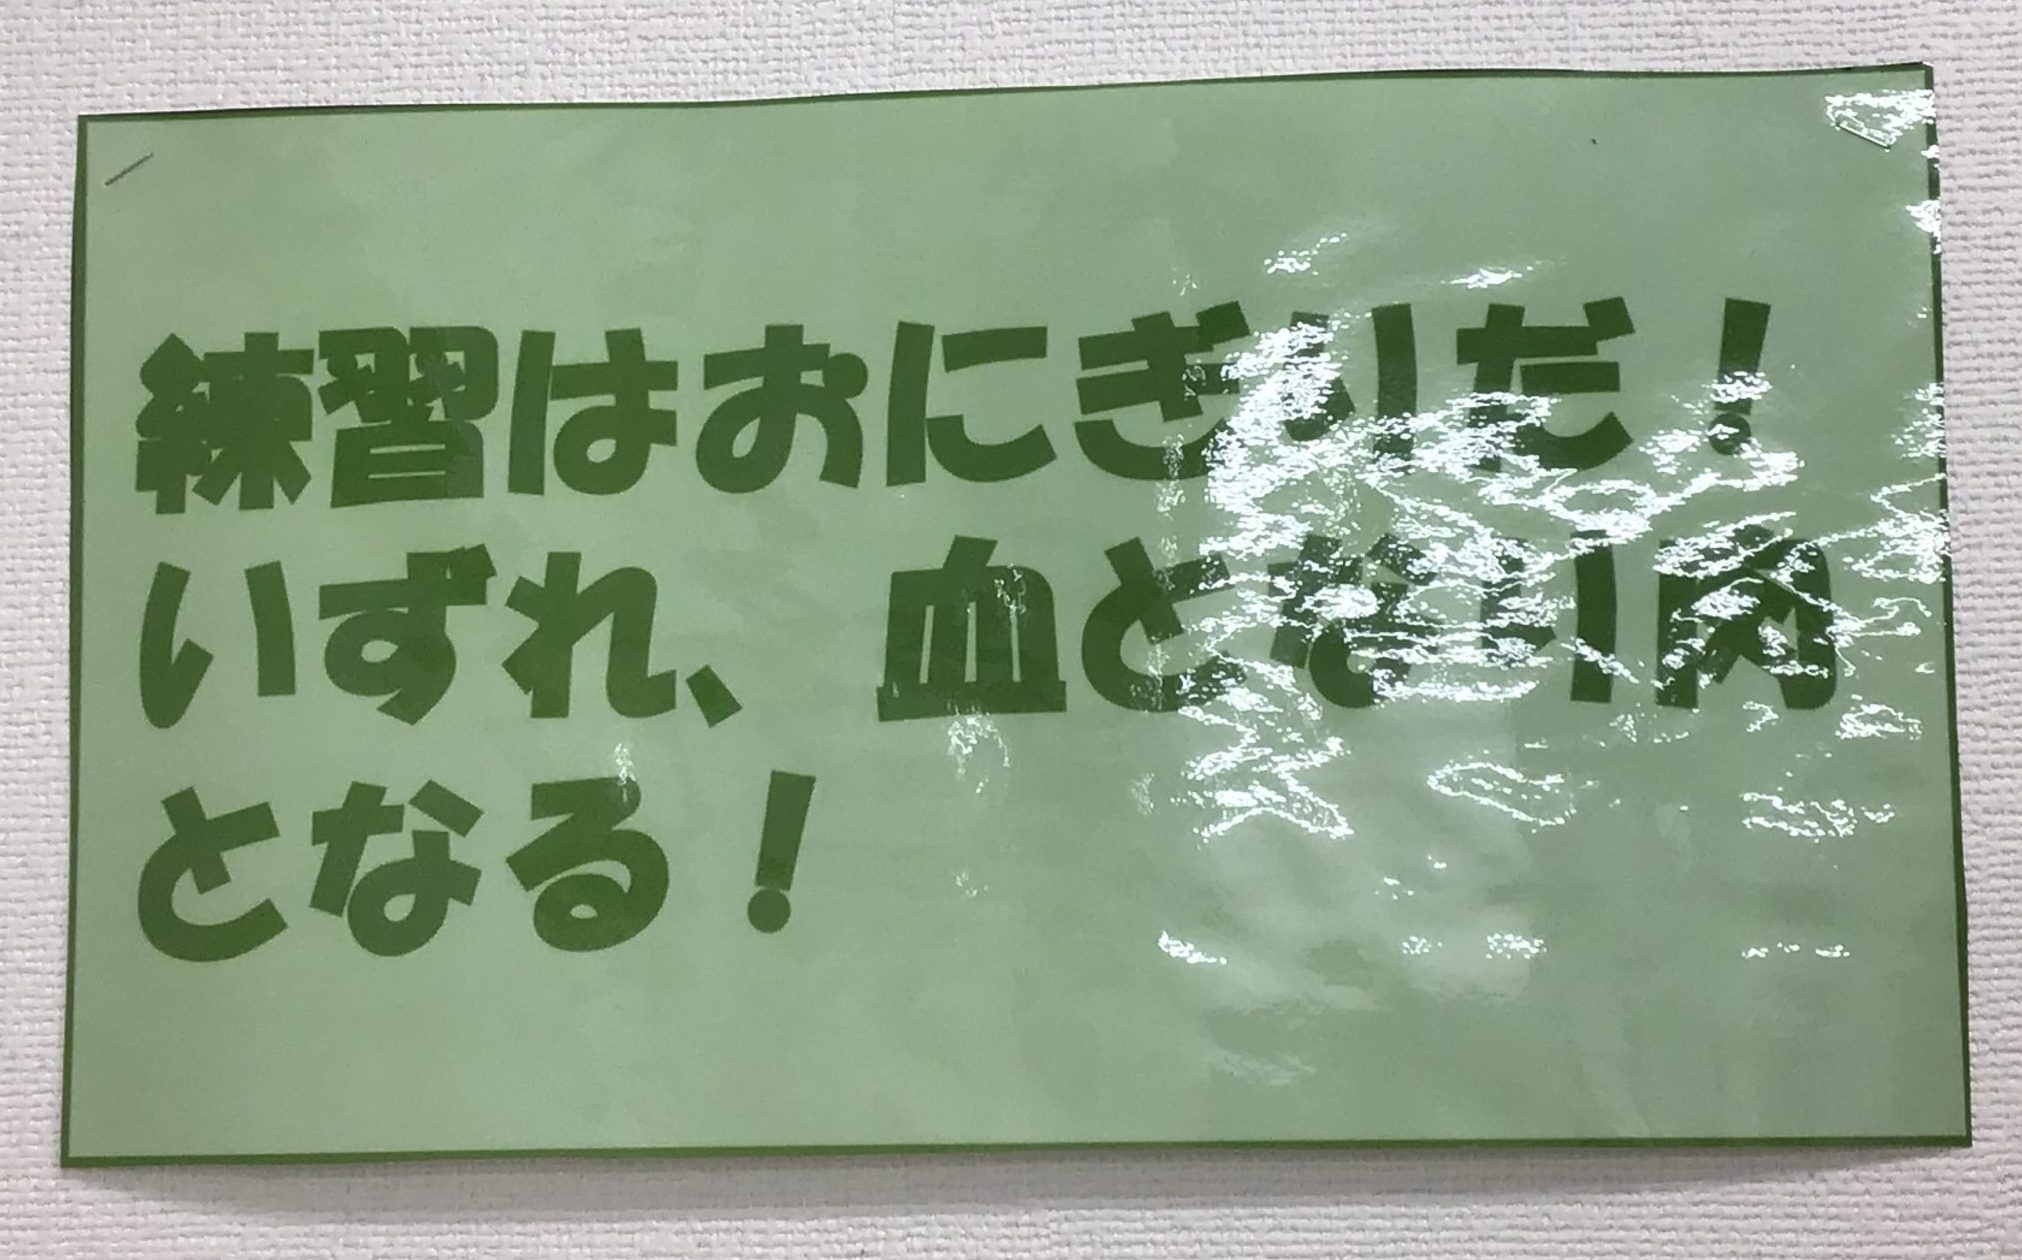 練習はおにぎりだ！
いずれ、血となり肉
となる！